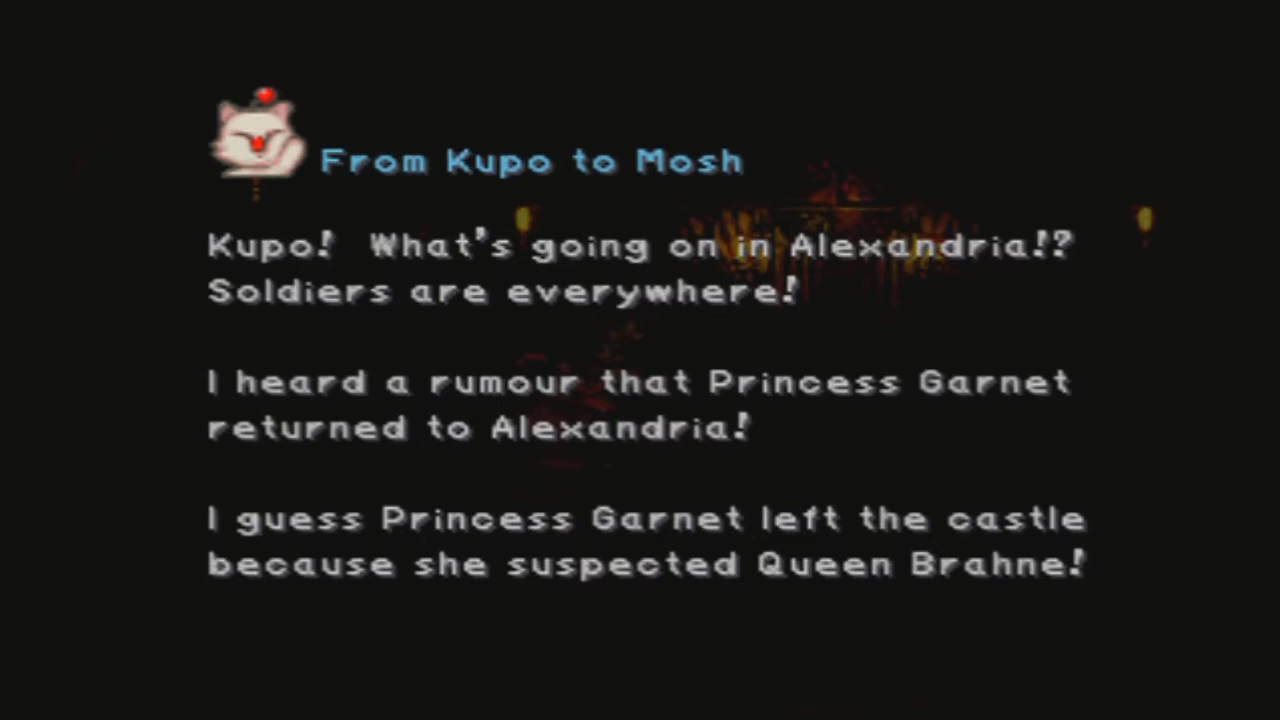 From Kupo to Mosh
Kupo! What's going on in Alexandria!?
Soldiers are everywhere!
I heard a rumour that Princess Garnet
returned to Alexandria!
I guess Princess Garnet left the castle
because she suspected Queen Brahne!